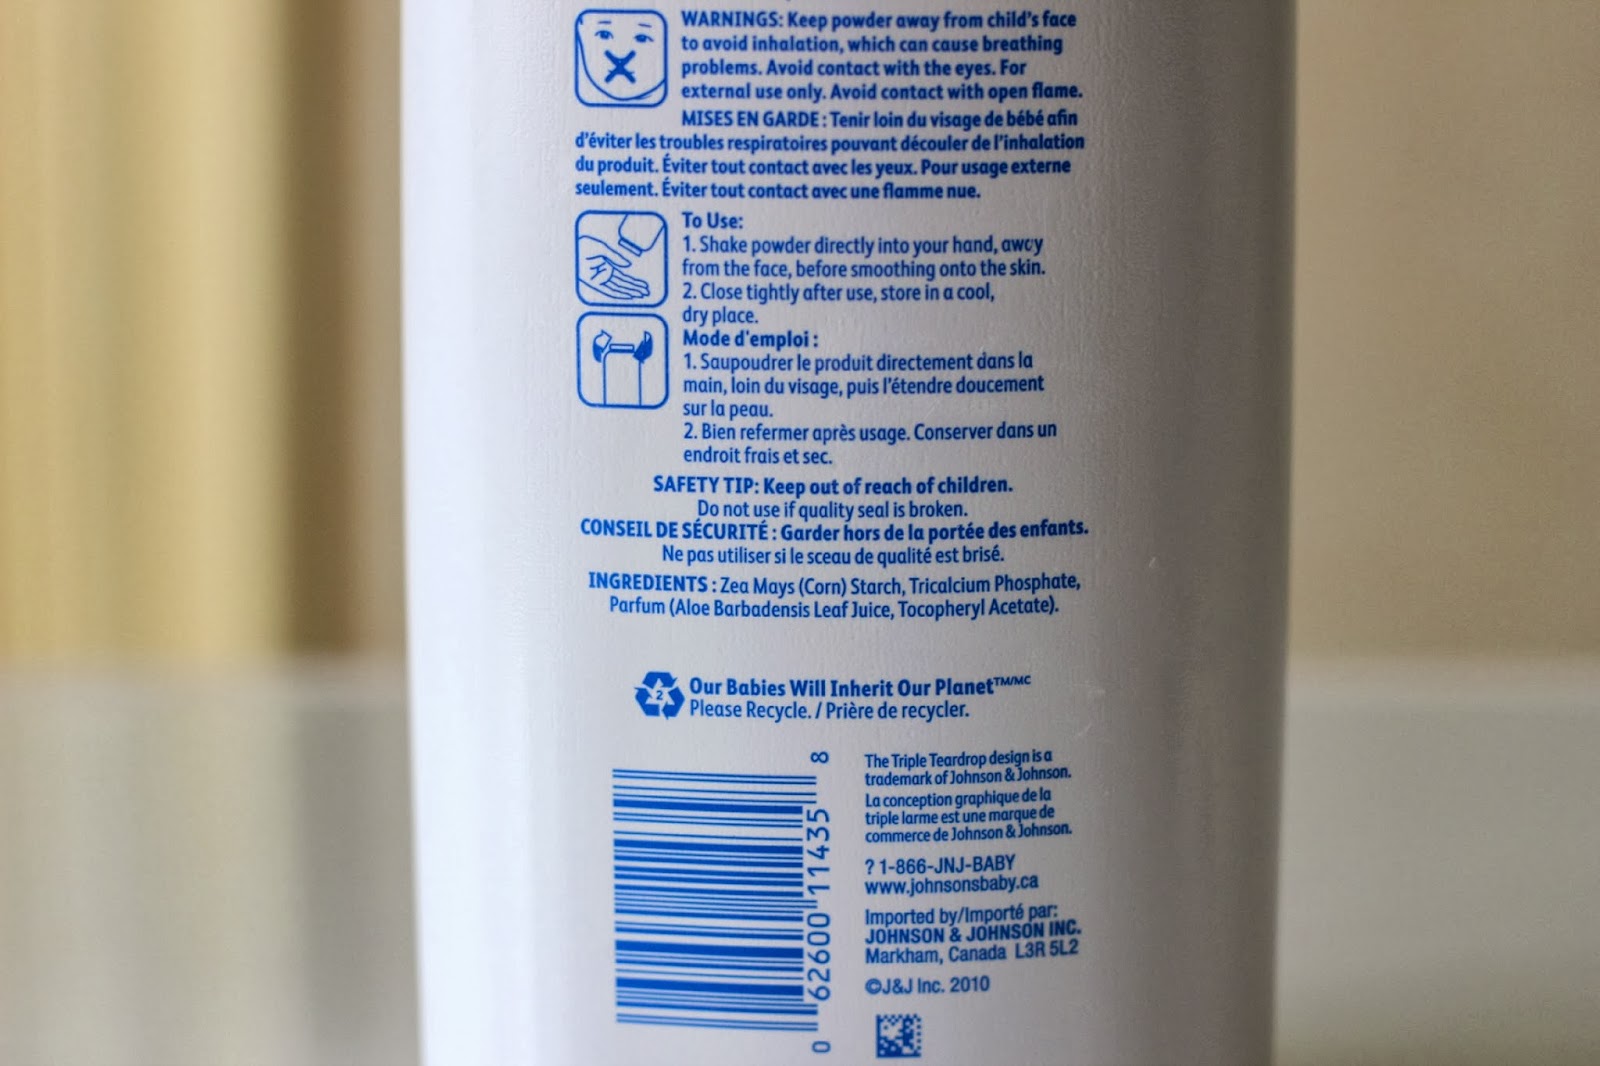 WARNINGS: Keep powder away from child's face
to avoid inhalation, which can cause breathing
problems. Avoid contact with the eyes. For
external use only. Avoid contact with open flame.
MISES EN GARDE : Tenir loin du visage de bébé afin
d'éviter les troubles respiratoires pouvant découler de l'inhalation
du produit. Éviter tout contact avec les yeux. Pour usage externe
seulement. Éviter tout contact avec une flamme nue.
To Use:
1. Shake powder directly into your hand, away
from the face, before smoothing onto the skin.
2. Close tightly after use, store in a cool,
dry place.
Mode d'emploi :
1. Saupoudrer le produit directement dans la
main, loin du visage, puis l'étendre doucement
sur la peau.
2. Bien refermer après usage. Conserver dans un
endroit frais et sec.
SAFETY TIP: Keep out of reach of children.
Do not use if quality seal is broken.
CONSEIL DE SÉCURITÉ : Garder hors de la portée des enfants.
Ne pas utiliser si le sceau de qualité est brisé.
INGREDIENTS : Zea Mays (Corn) Starch, Tricalcium Phosphate,
Parfum (Aloe Barbadensis Leaf Juice, Tocopheryl Acetate).
2
Our Babies Will Inherit Our Planet™/MC
Please Recycle. / Prière de recycler.
0 62600 11435 8
The Triple Teardrop design is a
trademark of Johnson & Johnson.
La conception graphique de la
triple larme est une marque de
commerce de Johnson & Johnson.
? 1-866-JNJ-BABY
www.johnsonsbaby.ca
Imported by/Importé par:
JOHNSON & JOHNSON INC.
Markham, Canada L3R 5L2
©J&J Inc. 2010